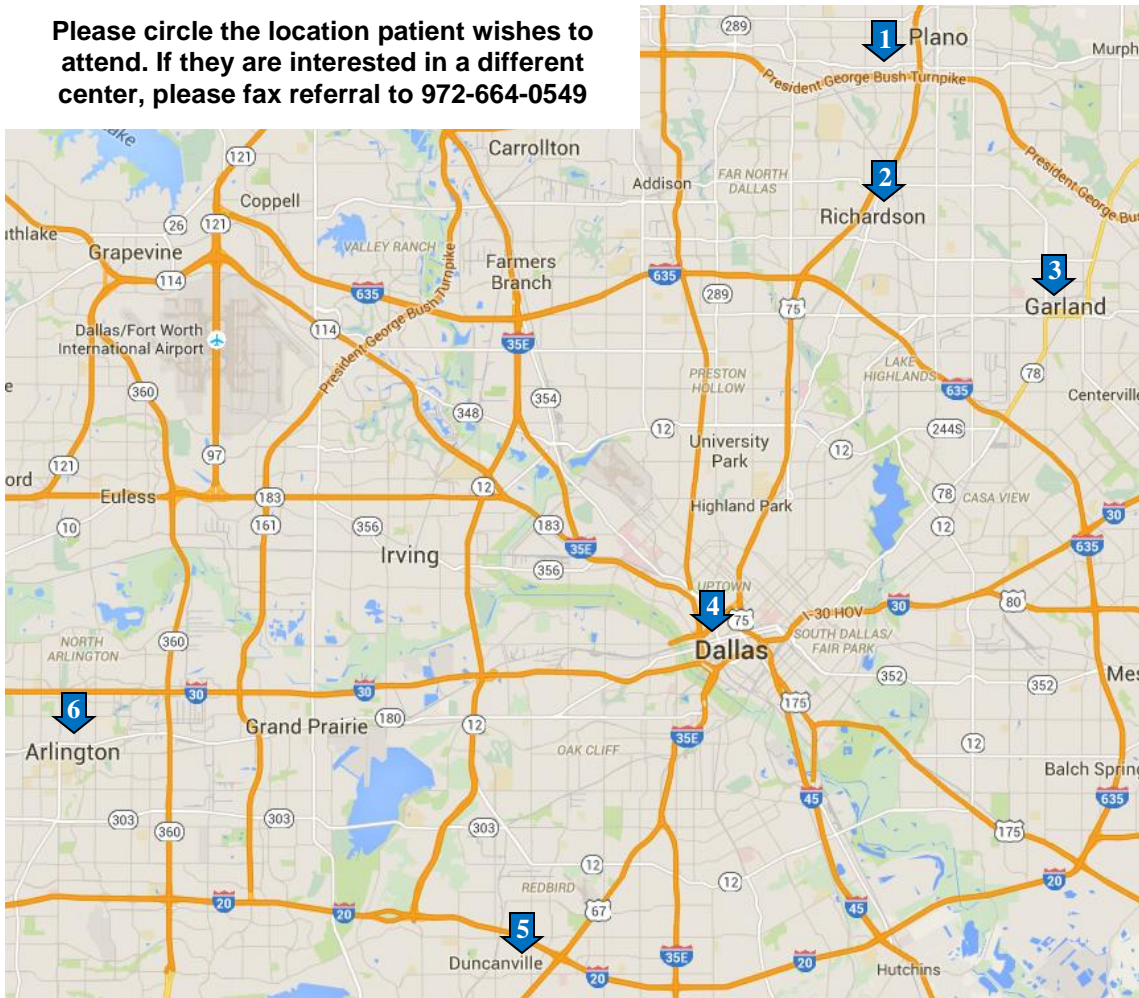 Please circle the location patient wishes to
attend. If they are interested in a different
center, please fax referral to 972-664-0549
289
1
Plano
Murph
President George Bush Turnpike
President George Bus
ake
121
Carrollton
Addison
FAR NORTH
DALLAS
2
Richardson
Coppell
26
121
uthlake
Grapevine
VALLEY RANCH
Farmers
Branch
114
635
635
289
75
3
Garland
Dallas/Fort Worth
International Airport
114
President George Bush Turnpike
35E
PRESTON
HOLLOW
LAKE
HIGHLANDS
78
635
Centerville
e
360
348
354
12
University
Park
12
244S
97
121
ord
Euless
183
12
Highland Park
78
CASA VIEW
12
30
10
161
356
183
35E
635
Irving
356
UPTOWN
4
75
I-30 HOV
30
80
Dallas
SOUTH DALLAS/
FAIR PARK
NORTH
ARLINGTON
360
352
352
Mes
30
30
175
6
Arlington
Grand Prairie
180
12
35E
OAK CLIFF
12
Balch Spring
303
360
303
303
45
635
175
12
12
20
REDBIRD
20
20
67
45
5
Duncanville
20
35E
20
Hutchins